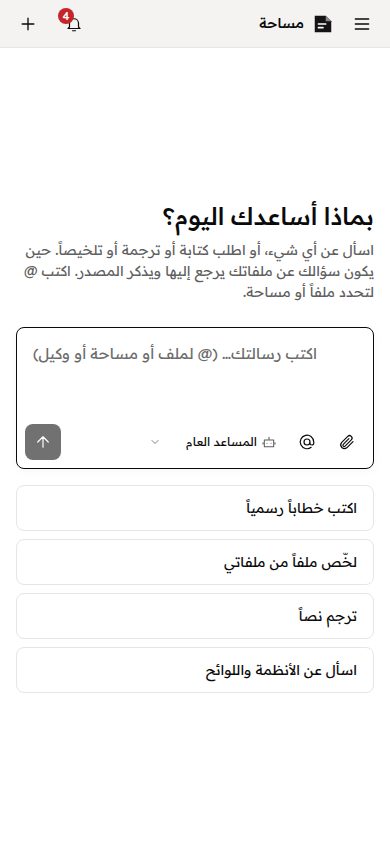 مساحة
4
بماذا أساعدك اليوم؟
اسأل عن أي شيء، أو اطلب كتابة أو ترجمة أو تلخيصاً. حين
يكون سؤالك عن ملفاتك يرجع إليها ويذكر المصدر. اكتب @
لتحدد ملفاً أو مساحة.
اكتب رسالتك... (@ لملف أو مساحة أو وكيل)
المساعد العام
اكتب خطاباً رسمياً
لخّص ملفاً من ملفاتي
ترجم نصاً
اسأل عن الأنظمة واللوائح